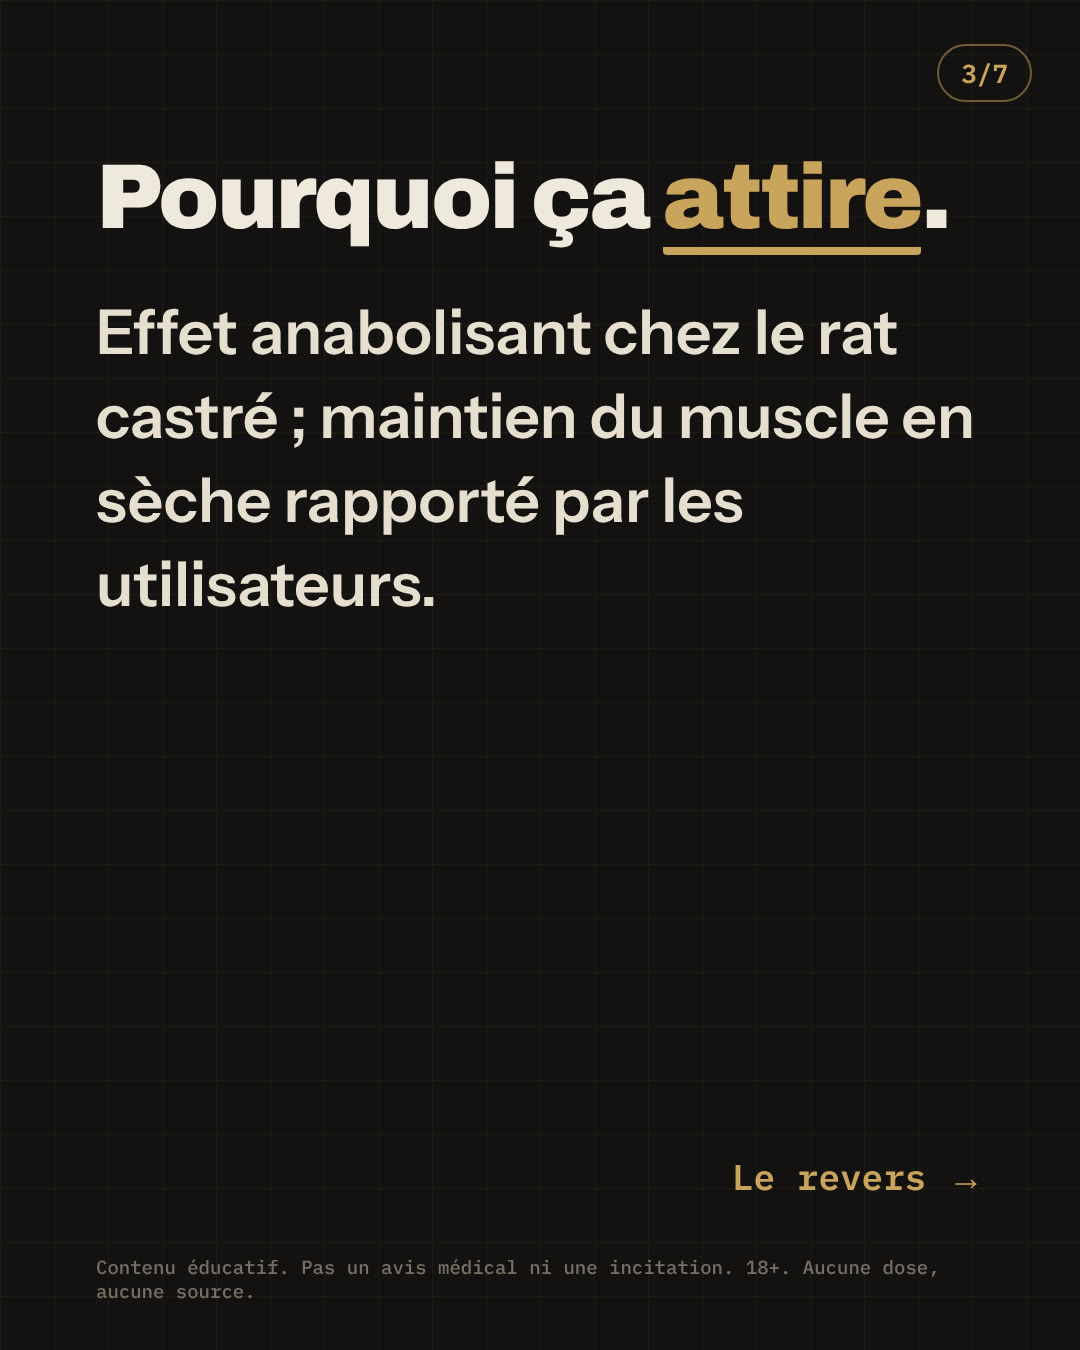 3/7
Pourquoi ça attire.
Effet anabolisant chez le rat
castré ; maintien du muscle en
sèche rapporté par les
utilisateurs.
Le revers →
Contenu éducatif. Pas un avis médical ni une incitation. 18+. Aucune dose,
aucune source.